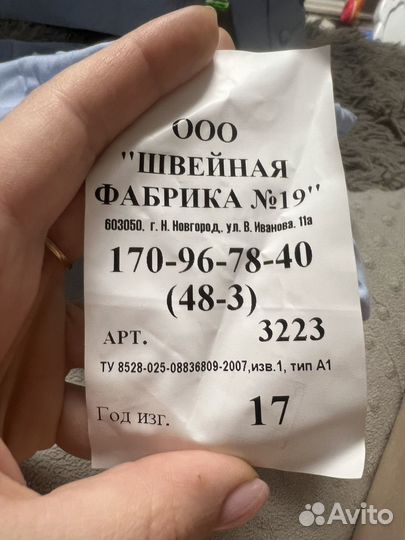 ООО
"ШВЕЙНАЯ
ФАБРИКА №19"
603050, г. Н. Новгород, ул. В. Иванова, 11а
170-96-78-40
(48-3)
АРТ. 3223
ТУ 8528-025-08836809-2007,изв.1, тип А1
Год изг. 17
Avito